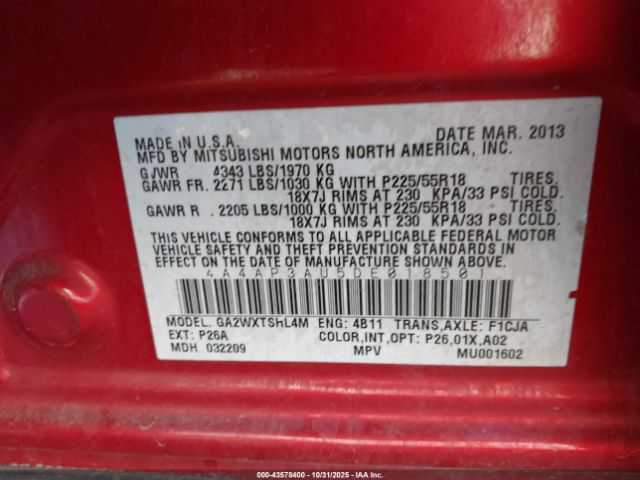 MADE IN U.S.A. DATE MAR. 2013
MFD BY MITSUBISHI MOTORS NORTH AMERICA, INC.
GJWR 4343 LBS/1970 KG
GAWR FR. 2271 LBS/1030 KG WITH P225/55R18 TIRES,
18X7J RIMS AT 230 KPA/33 PSI COLD.
GAWR R . 2205 LBS/1000 KG WITH P225/55R18 TIRES,
18X7J RIMS AT 230 KPA/33 PSI COLD.
THIS VEHICLE CONFORMS TO ALL APPLICABLE FEDERAL MOTOR
VEHICLE SAFETY AND THEFT PREVENTION STANDARDS IN
EFFECT ON THE DATE OF MANUFACTURE SHOWN ABOVE.
4A4AP3AU5DE018501
MODEL. GA2WXTSHL4M ENG: 4B11 TRANS,AXLE: F1CJA
EXT: P26A COLOR,INT,OPT: P26,01X,A02
MDH 032209 MPV MU001602
000-43578400 - 10/31/2025 - IAA Inc.